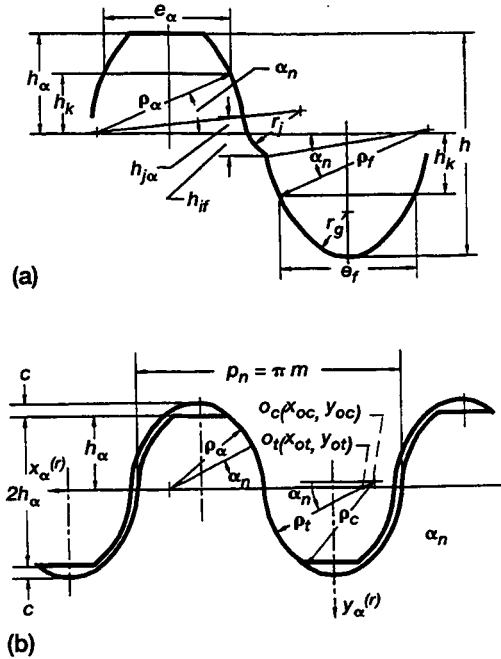 e_α
h_α
h_k
ρ_α
α_n
r_j
h_jα
h_if
α_n
ρ_f
h_k
h
r_g
e_f
(a)
c
p_n = π m
h_α
ρ_α
α_n
o_c(x_oc, y_oc)
o_t(x_ot, y_ot)
x_α^(r)
2h_α
α_n
ρ_t
ρ_c
α_n
c
y_α^(r)
(b)